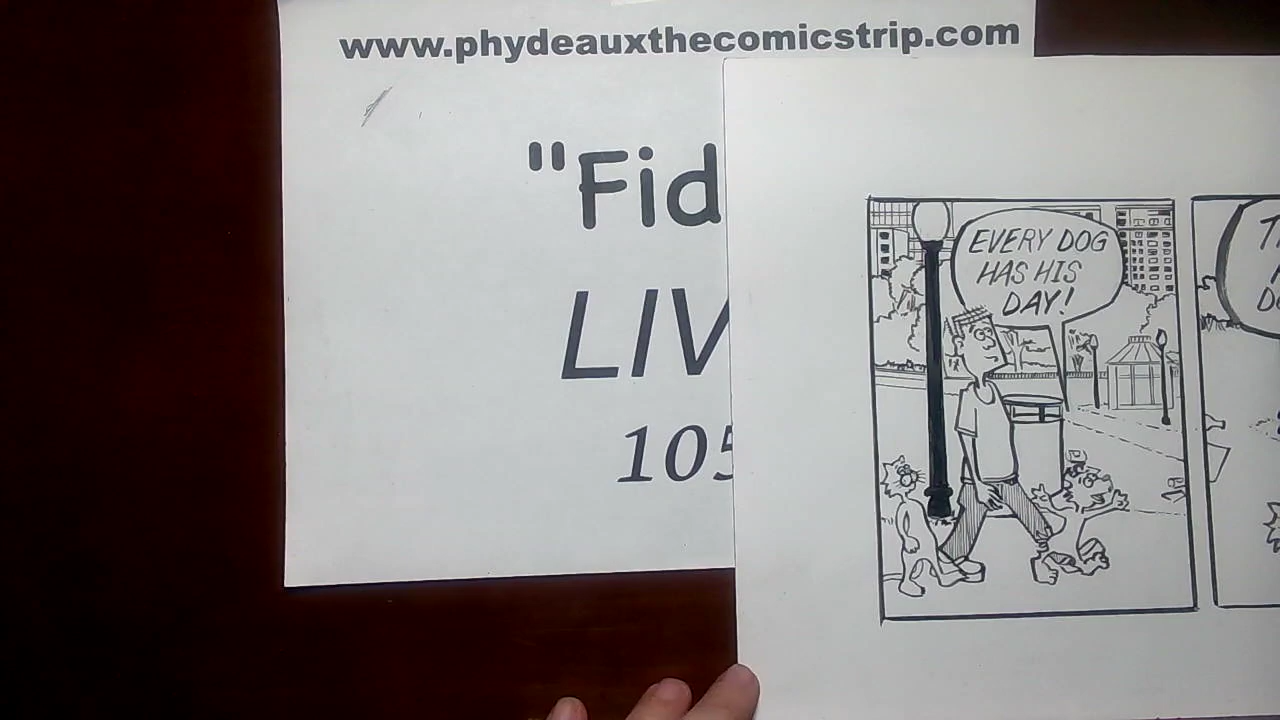 www.phydeauxthecomicstrip.com
"Fid
LIV
105
EVERY DOG
HAS HIS
DAY!